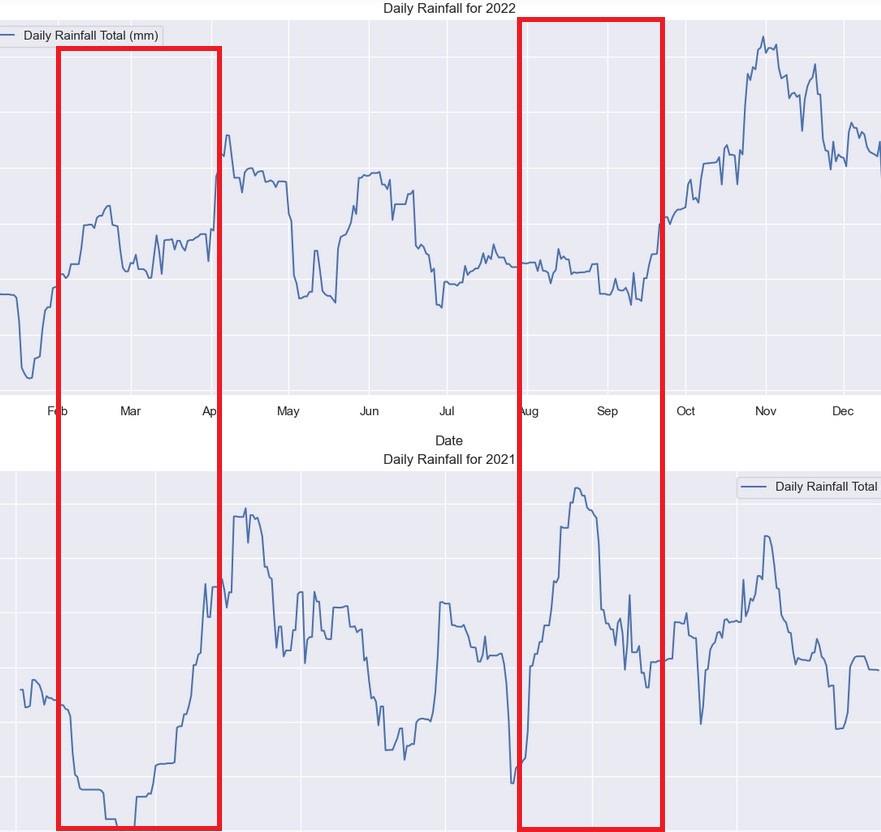 Daily Rainfall for 2022
Daily Rainfall Total (mm)
Feb Mar Ap May Jun Jul Aug Sep Oct Nov Dec
Date
Daily Rainfall for 2021
Daily Rainfall Total